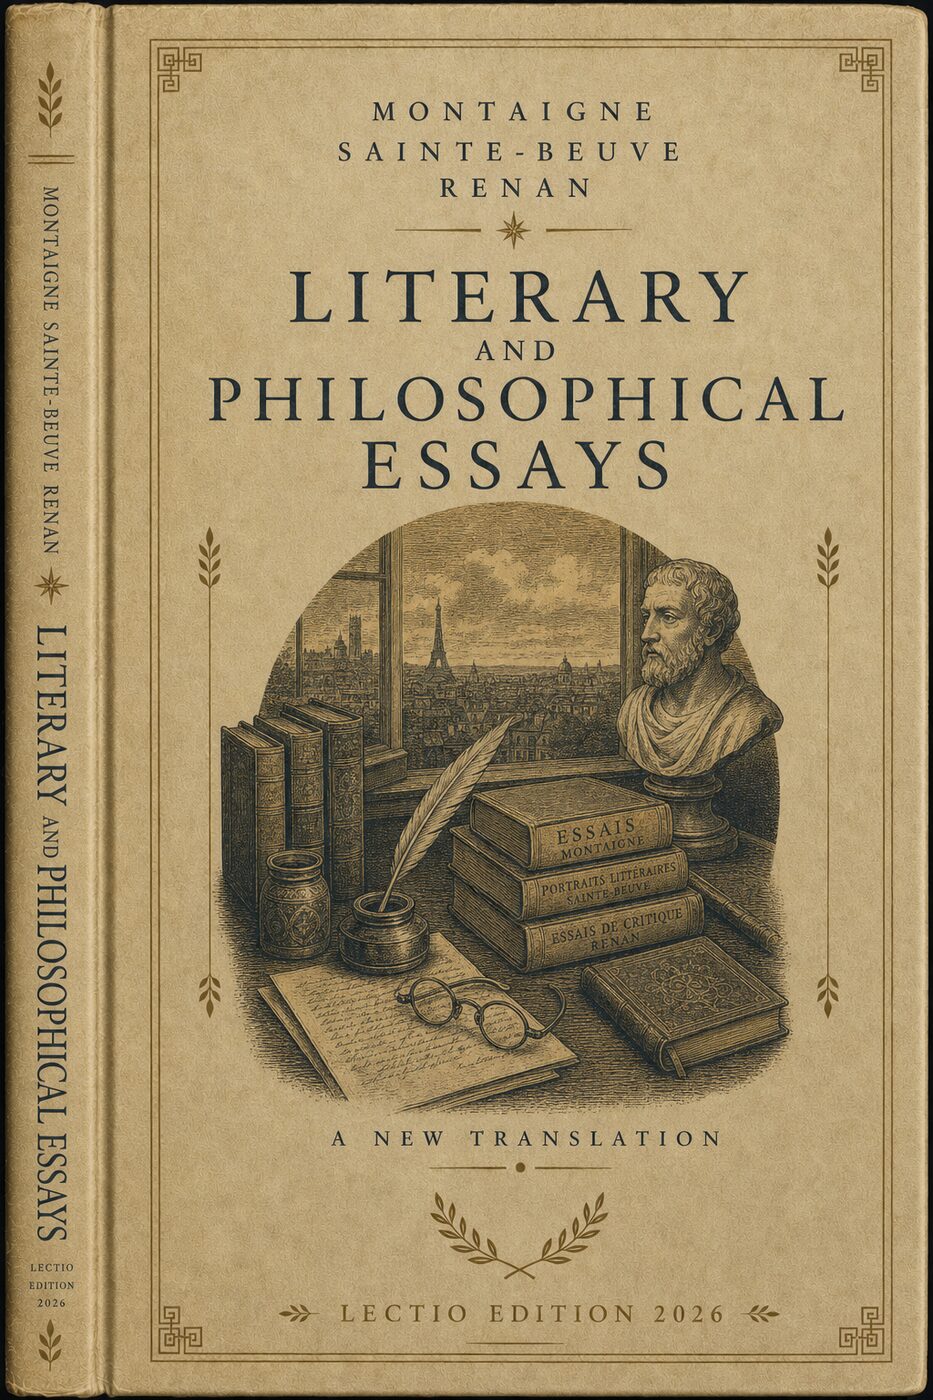 MONTAIGNE
SAINTE-BEUVE
RENAN
LITERARY
AND
PHILOSOPHICAL
ESSAYS
ESSAIS
MONTAIGNE
PORTRAITS LITTÉRAIRES
SAINTE-BEUVE
ESSAIS DE CRITIQUE
RENAN
A NEW TRANSLATION
LECTIO EDITION 2026
MONTAIGNE SAINTE-BEUVE RENAN
LITERARY AND PHILOSOPHICAL ESSAYS
LECTIO
EDITION
2026